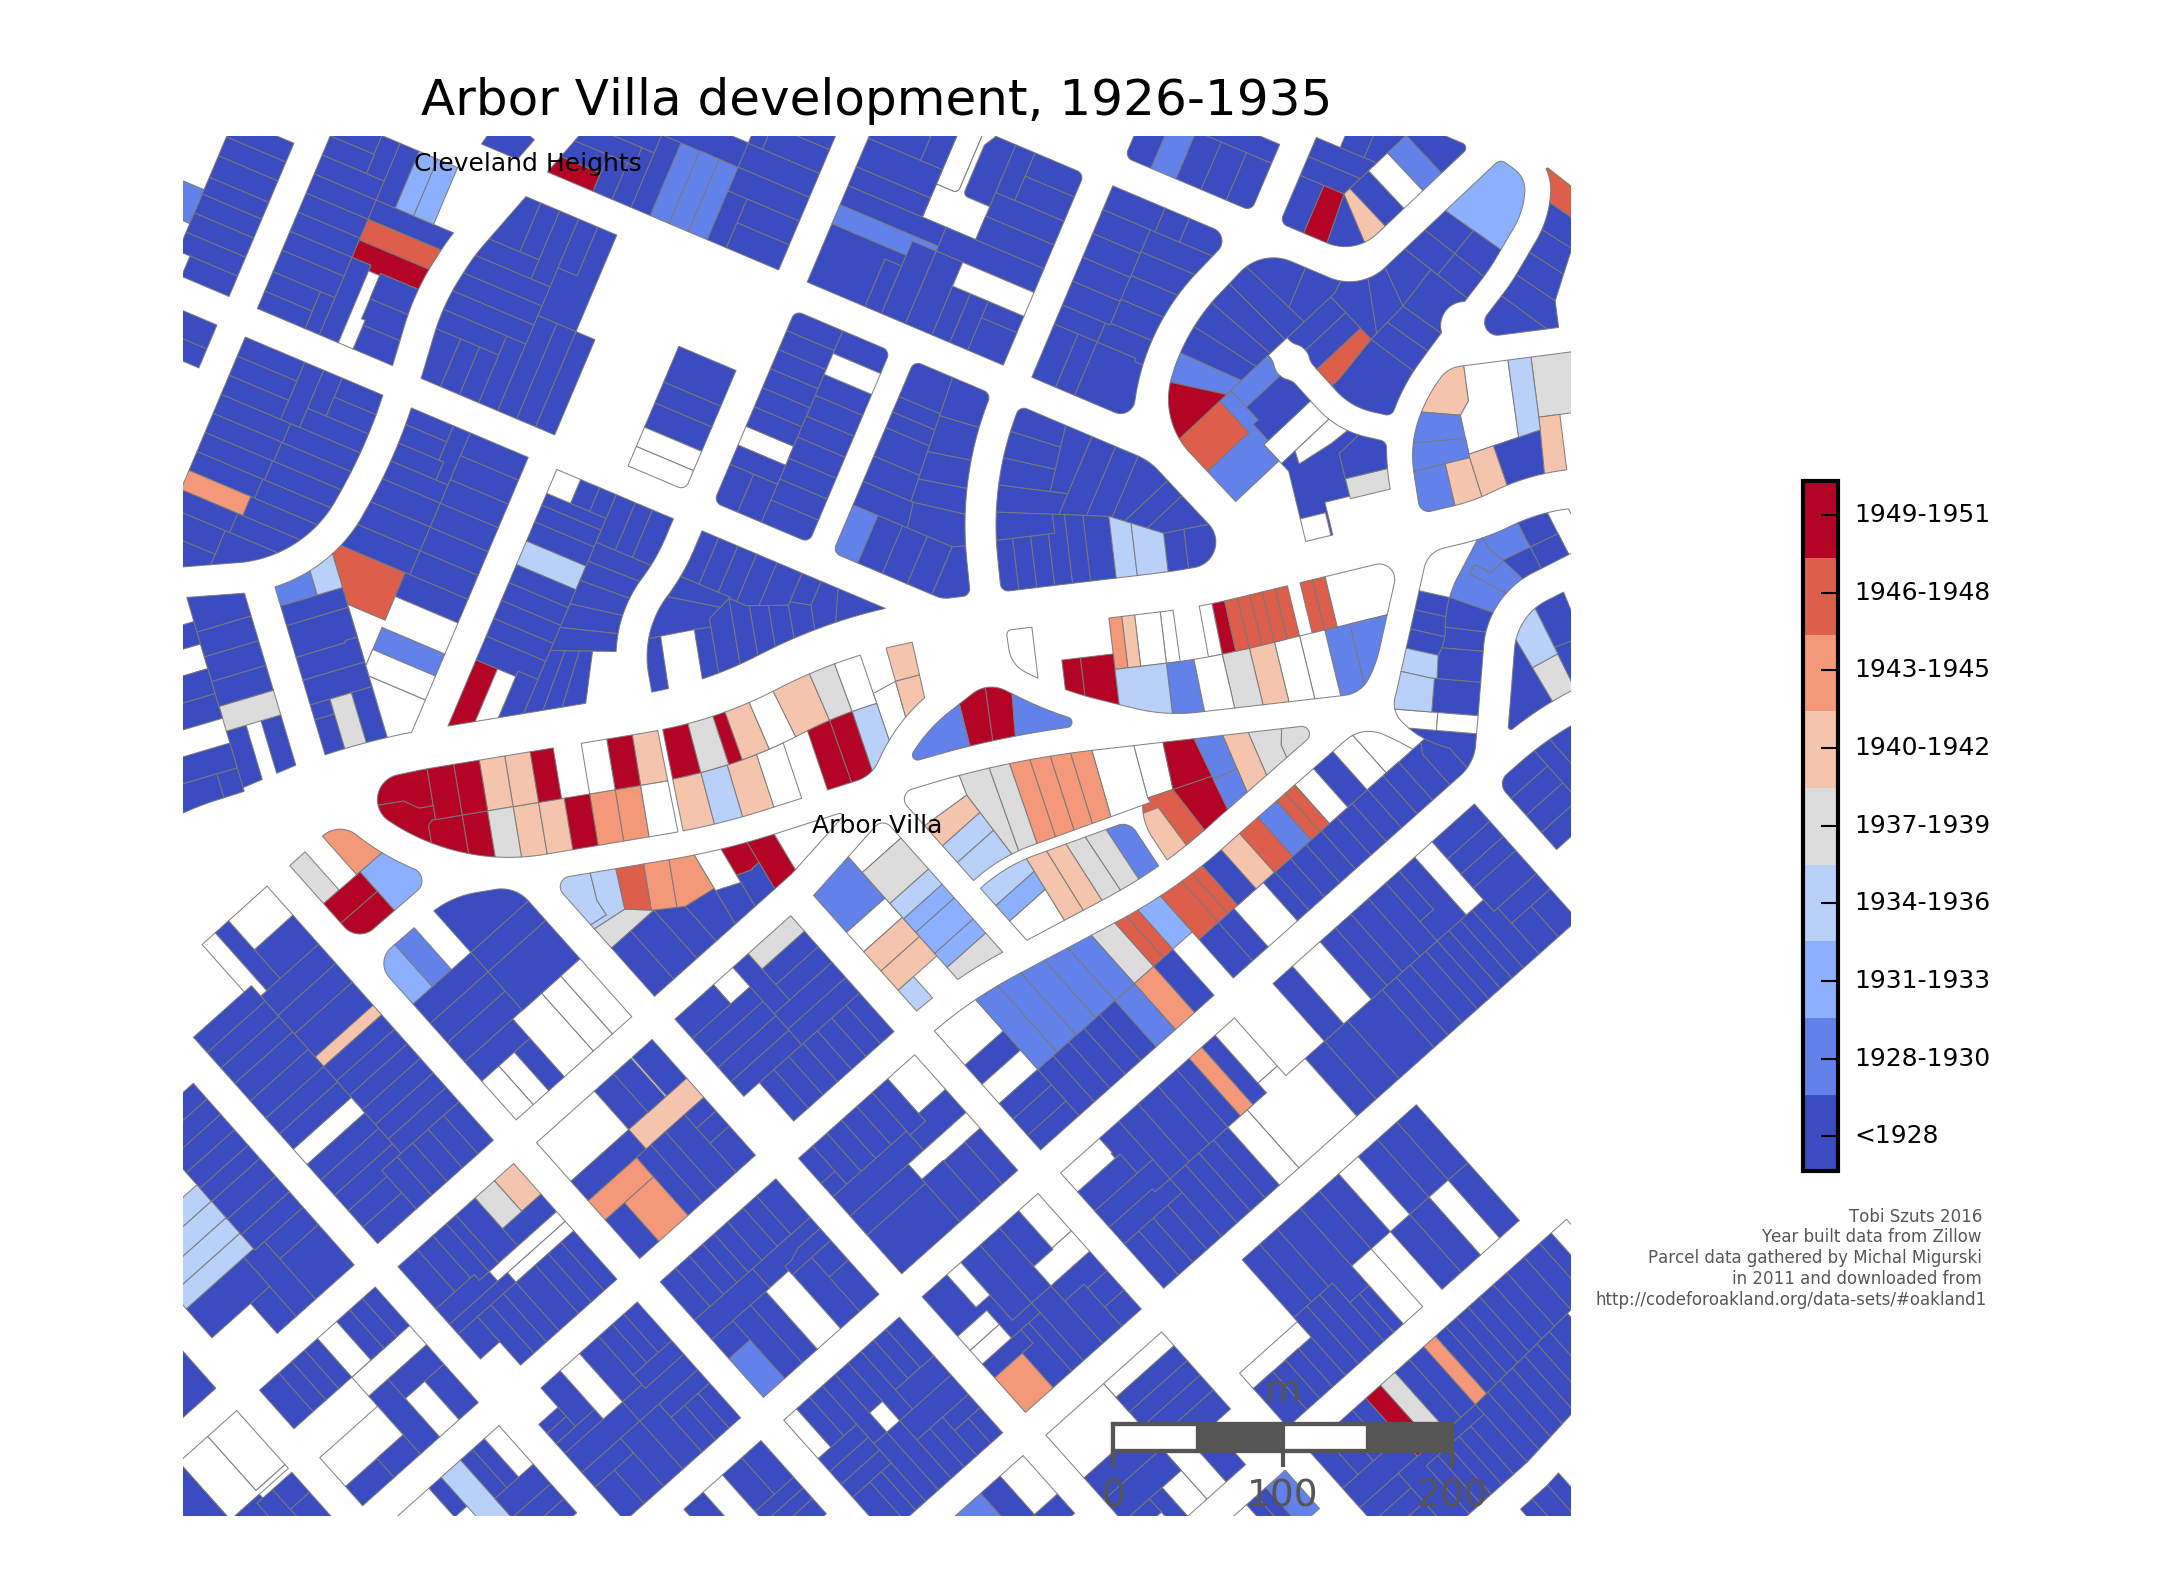 Arbor Villa development, 1926-1935
Cleveland Heights
Arbor Villa
1949-1951
1946-1948
1943-1945
1940-1942
1937-1939
1934-1936
1931-1933
1928-1930
<1928
Tobi Szuts 2016
Year built data from Zillow
Parcel data gathered by Michal Migurski
in 2011 and downloaded from
http://codeforoakland.org/data-sets/#oakland1
m
0 100 200